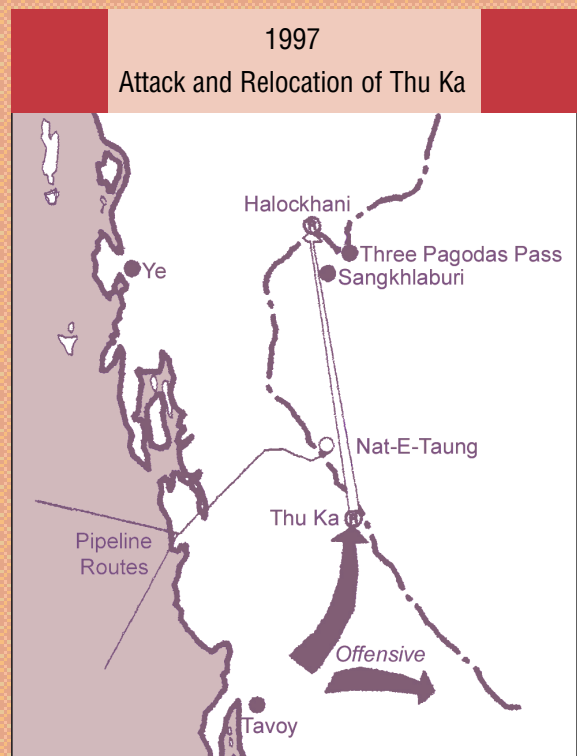 1997
Attack and Relocation of Thu Ka
Halockhani
Three Pagodas Pass
Sangkhlaburi
Ye
Nat-E-Taung
Thu Ka
Pipeline
Routes
Offensive
Tavoy